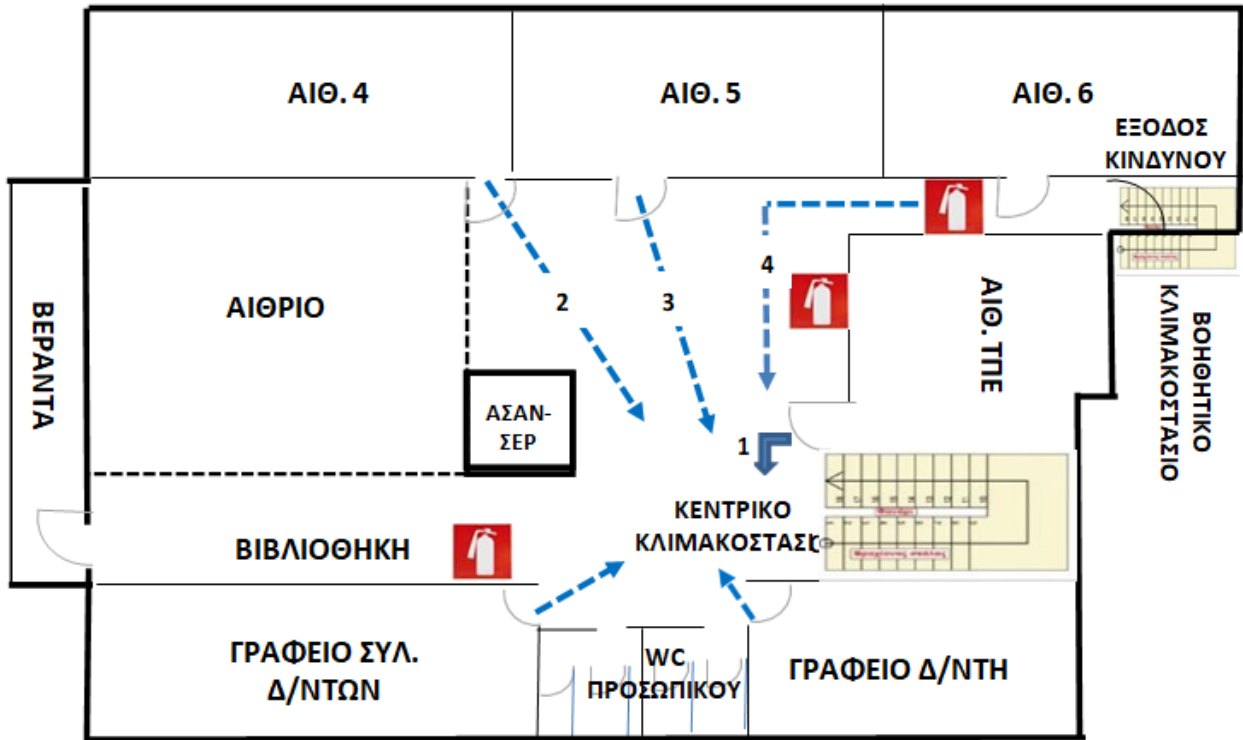 ΑΙΘ. 4
ΑΙΘ. 5
ΑΙΘ. 6
ΕΞΟΔΟΣ
ΚΙΝΔΥΝΟΥ
ΒΕΡΑΝΤΑ
ΑΙΘΡΙΟ
2
3
4
ΑΙΘ. ΤΠΕ
ΒΟΗΘΗΤΙΚΟ
ΚΛΙΜΑΚΟΣΤΑΣΙΟ
ΑΣΑΝ-
ΣΕΡ
1
ΚΕΝΤΡΙΚΟ
ΚΛΙΜΑΚΟΣΤΑΣΙ
ΒΙΒΛΙΟΘΗΚΗ
ΓΡΑΦΕΙΟ ΣΥΛ.
Δ/ΝΤΩΝ
WC
ΠΡΟΣΩΠΙΚΟΥ
ΓΡΑΦΕΙΟ Δ/ΝΤΗ